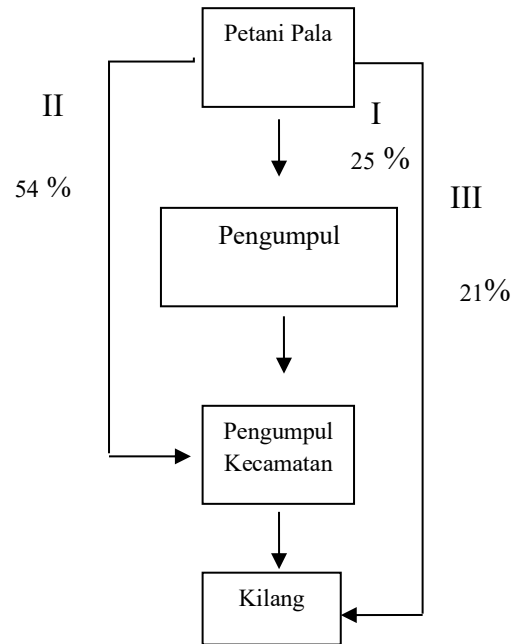 Petani Pala
II
I
25 %
54 %
III
Pengumpul
21%
Pengumpul
Kecamatan
Kilang